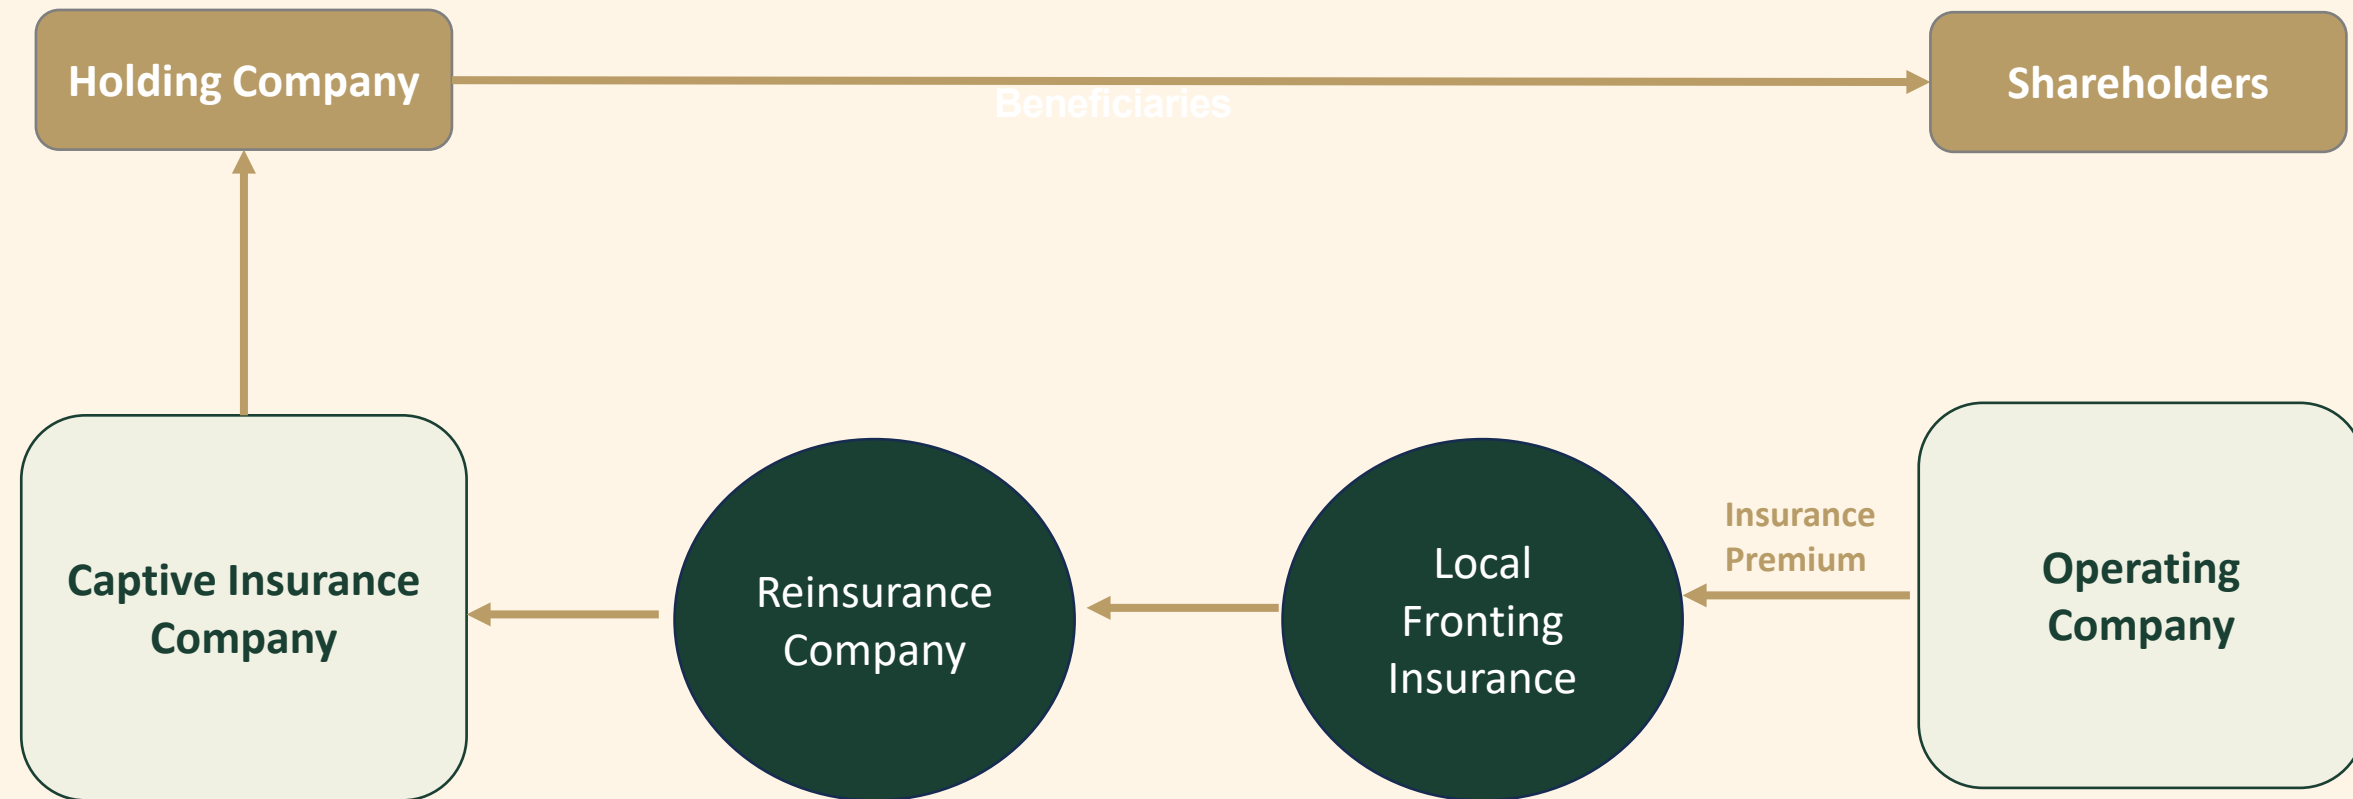 Holding Company
Shareholders
Beneficiaries
Captive Insurance
Company
Reinsurance
Company
Local
Fronting
Insurance
Insurance
Premium
Operating
Company